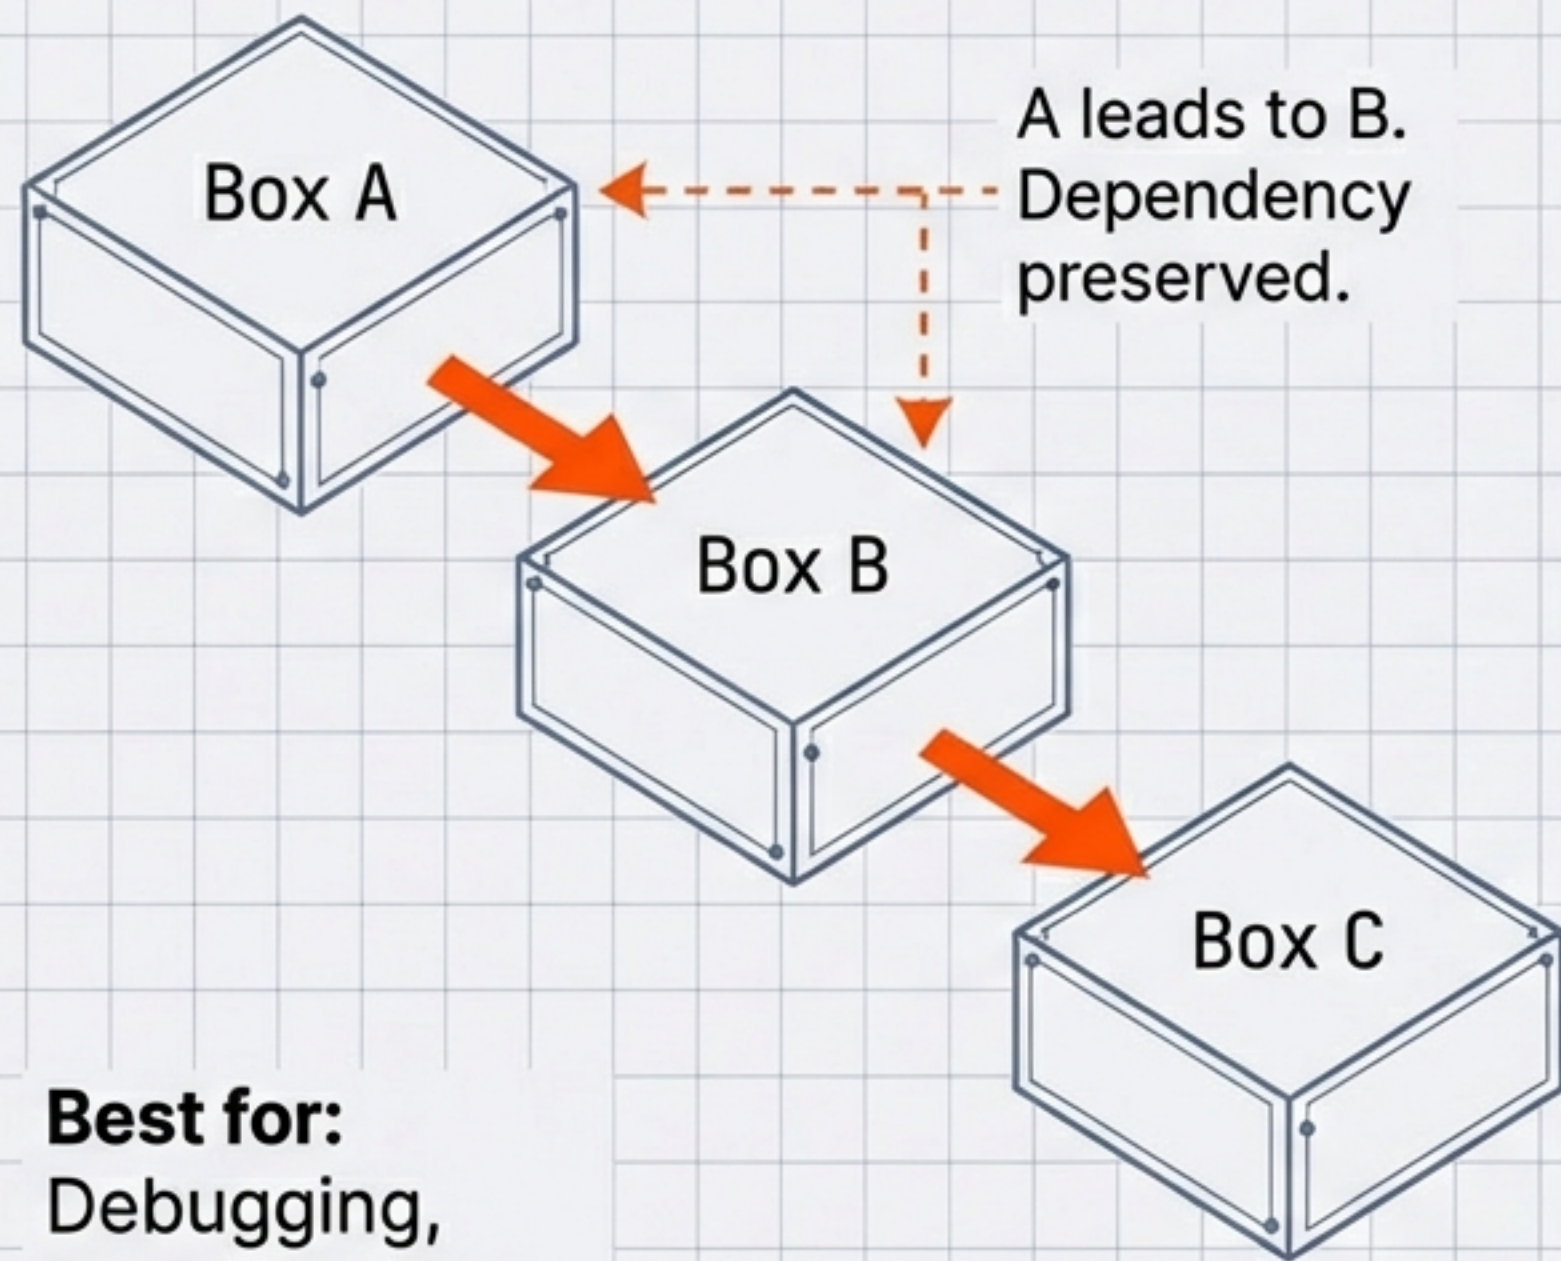 Box A
A leads to B.
Dependency
preserved.
Box B
Box C
Best for:
Debugging,